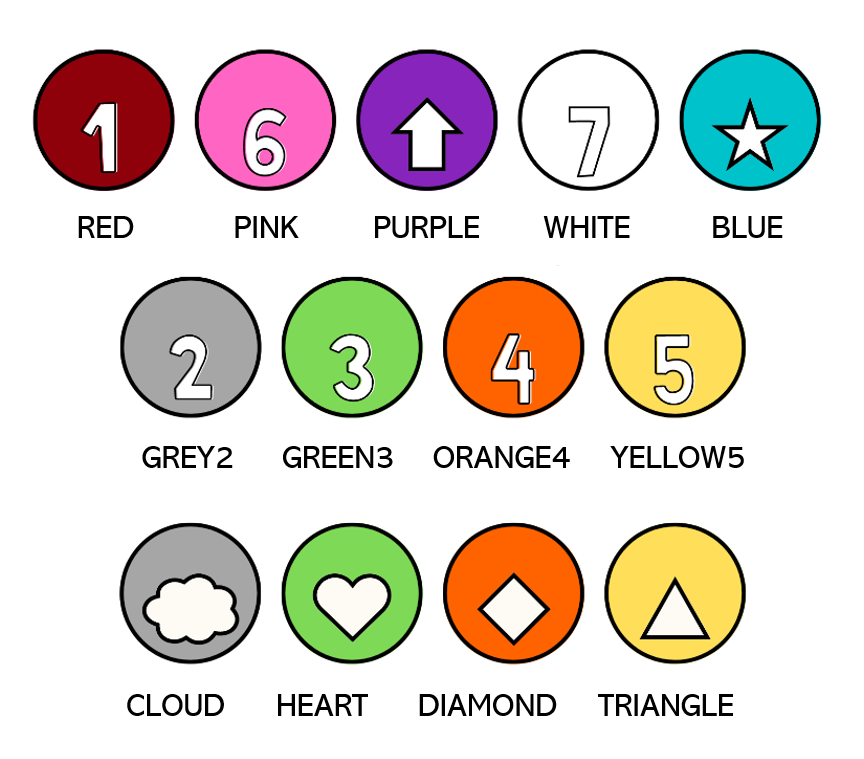 1 6 7
RED PINK PURPLE WHITE BLUE
2 3 4 5
GREY2 GREEN3 ORANGE4 YELLOW5
CLOUD HEART DIAMOND TRIANGLE